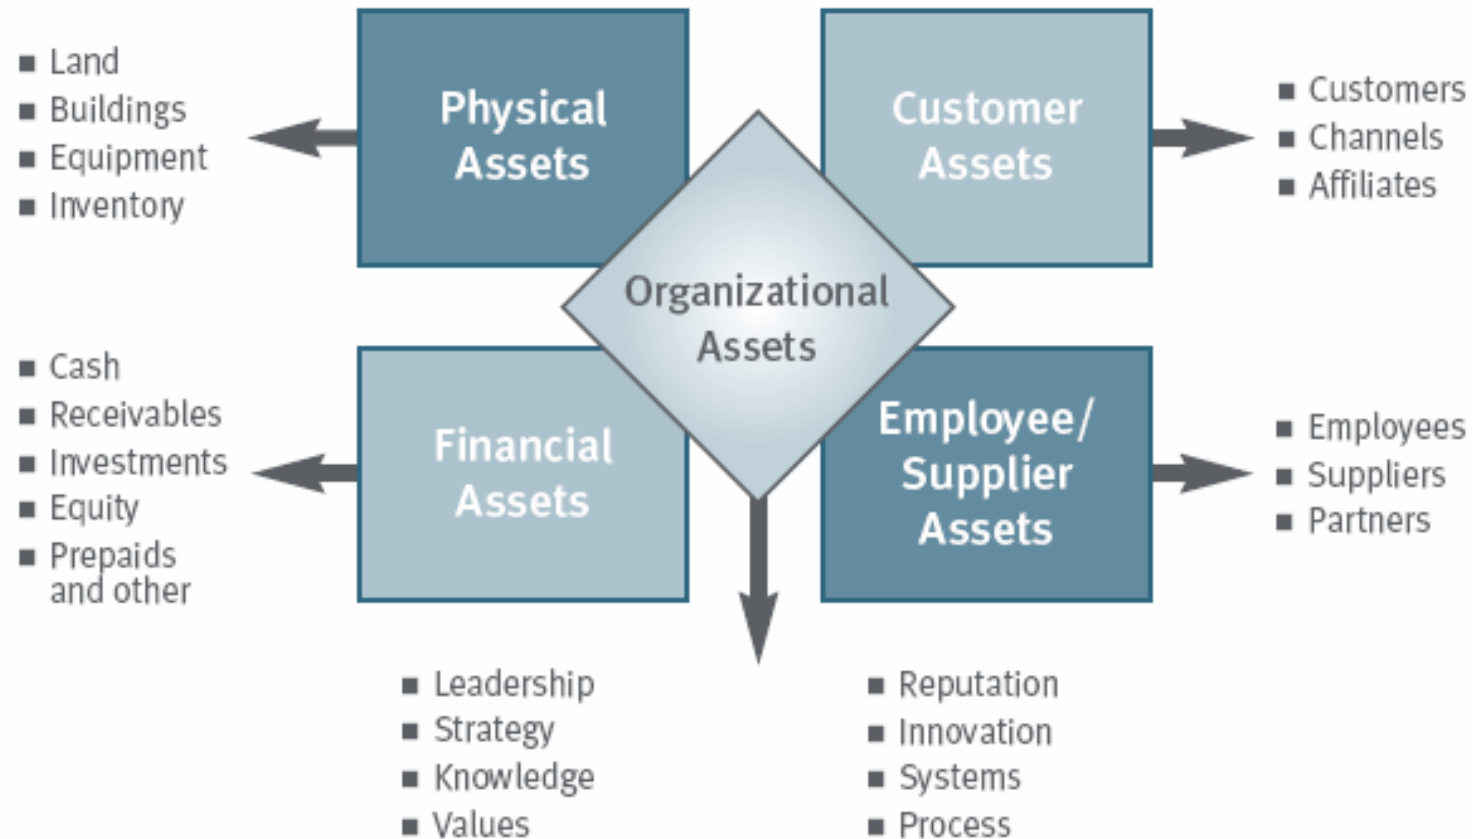 Land
Buildings
Equipment
Inventory
Physical
Assets
Customer
Assets
Customers
Channels
Affiliates
Organizational
Assets
Cash
Receivables
Investments
Equity
Prepaids
and other
Financial
Assets
Employee/
Supplier
Assets
Employees
Suppliers
Partners
Leadership
Strategy
Knowledge
Values
Reputation
Innovation
Systems
Process